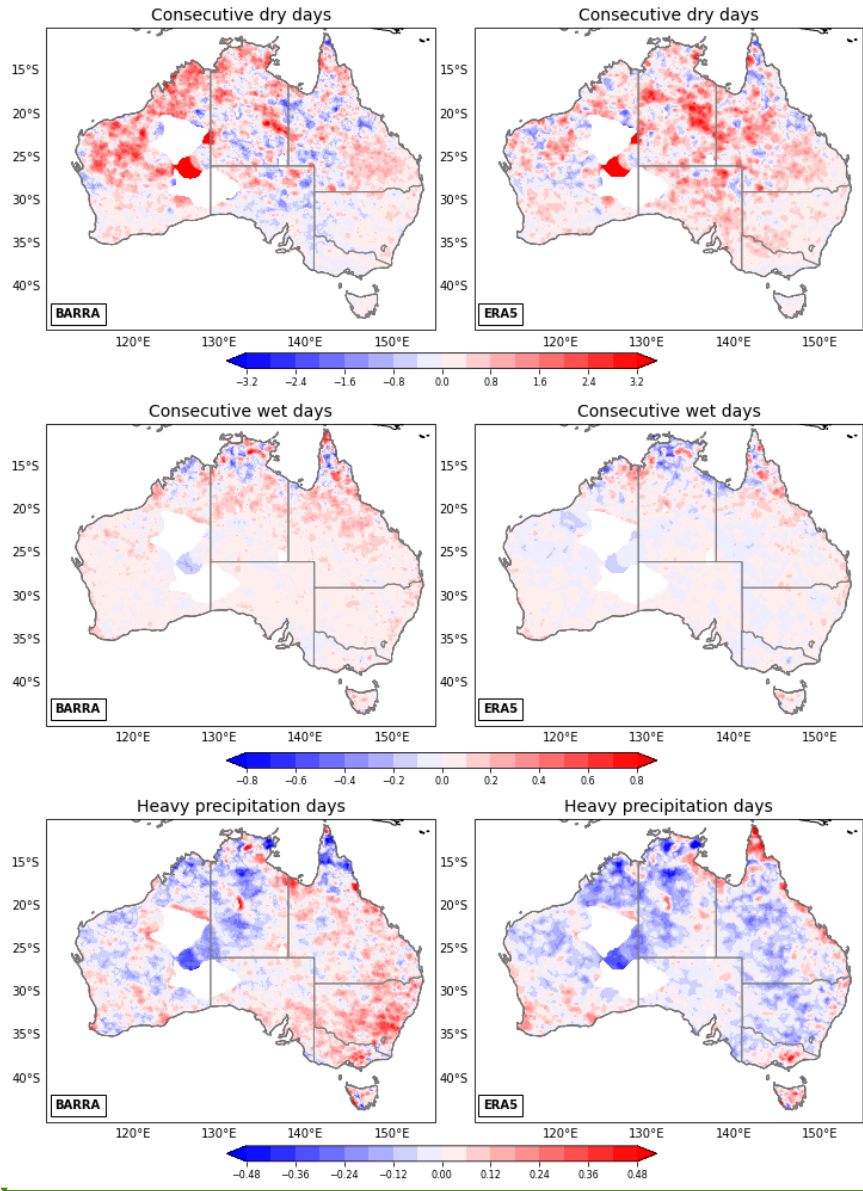 Consecutive dry days
Consecutive dry days
15°S
20°S
25°S
30°S
35°S
40°S
15°S
20°S
25°S
30°S
35°S
40°S
BARRA
ERA5
120°E 130°E 140°E 150°E
120°E 130°E 140°E 150°E
−3.2 −2.4 −1.6 −0.8 0.0 0.8 1.6 2.4 3.2
Consecutive wet days
Consecutive wet days
15°S
20°S
25°S
30°S
35°S
40°S
15°S
20°S
25°S
30°S
35°S
40°S
BARRA
ERA5
120°E 130°E 140°E 150°E
120°E 130°E 140°E 150°E
−0.8 −0.6 −0.4 −0.2 0.0 0.2 0.4 0.6 0.8
Heavy precipitation days
Heavy precipitation days
15°S
20°S
25°S
30°S
35°S
40°S
15°S
20°S
25°S
30°S
35°S
40°S
BARRA
ERA5
120°E 130°E 140°E 150°E
120°E 130°E 140°E 150°E
−0.48 −0.36 −0.24 −0.12 0.00 0.12 0.24 0.36 0.48